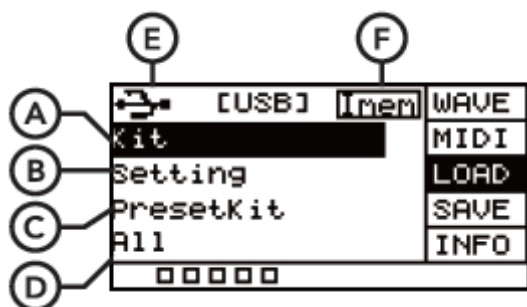 E F
[USB] Imem WAVE
A Kit MIDI
B Setting LOAD
C PresetKit SAVE
D All INFO